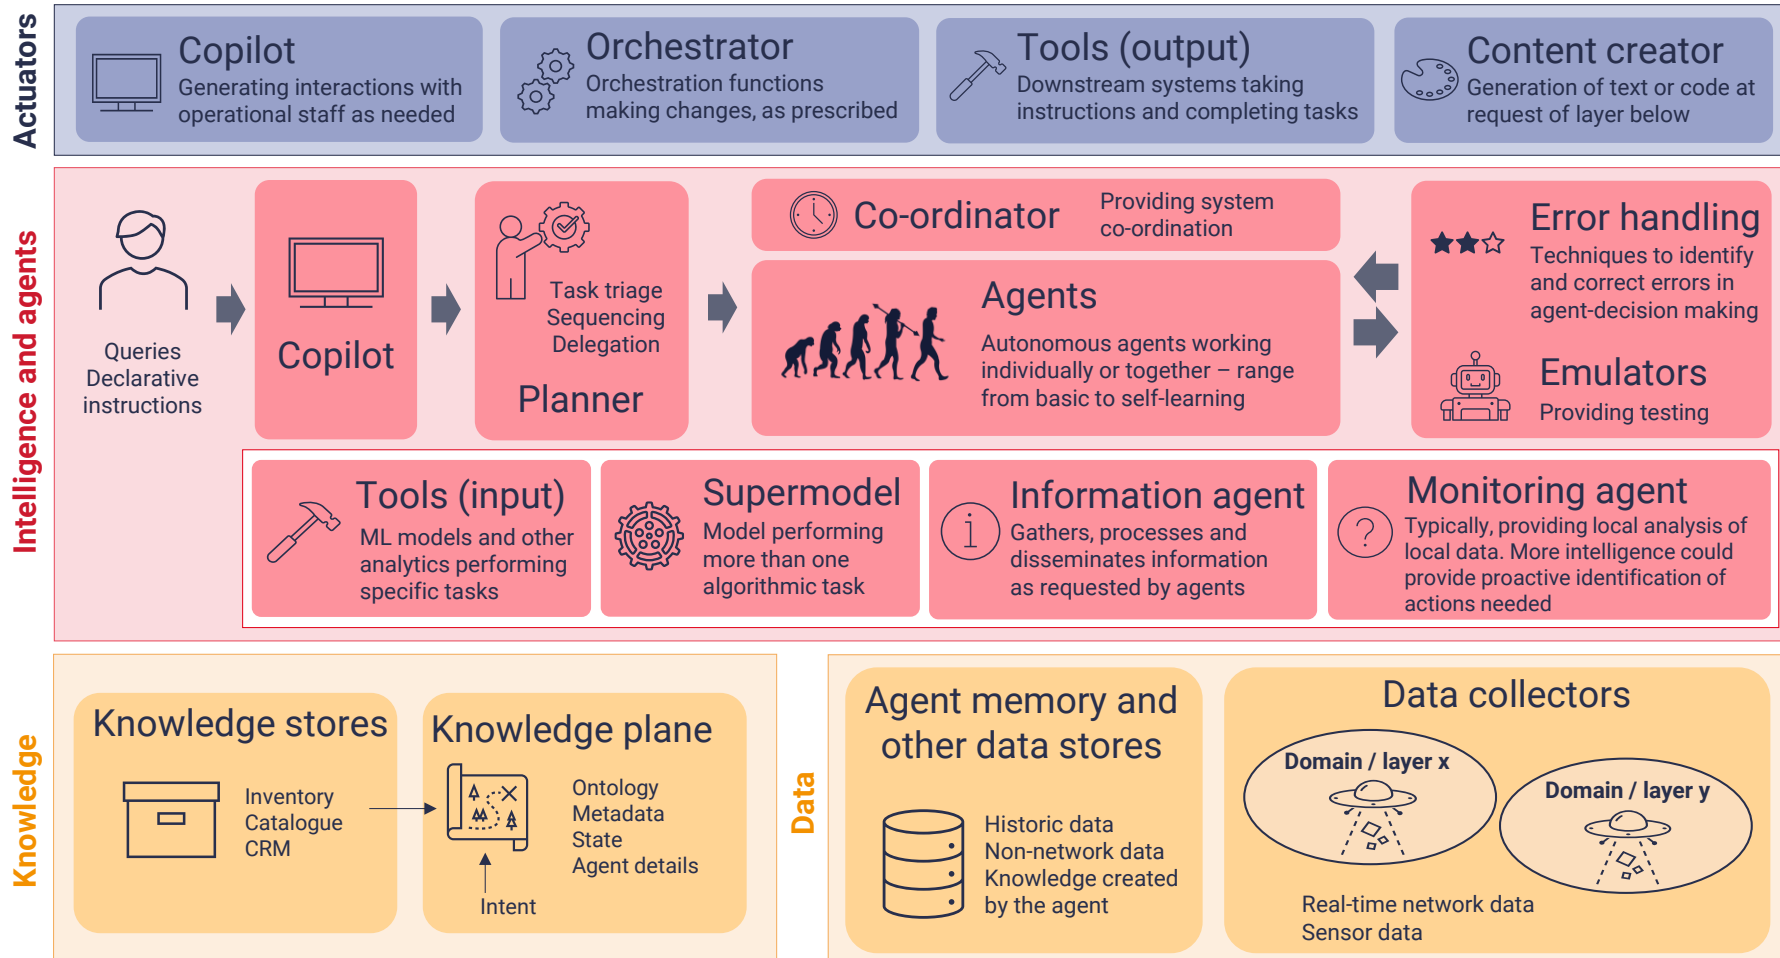 Actuators
Copilot
Generating interactions with
operational staff as needed
Orchestrator
Orchestration functions
making changes, as prescribed
Tools (output)
Downstream systems taking
instructions and completing tasks
Content creator
Generation of text or code at
request of layer below
Intelligence and agents
Queries
Declarative
instructions
Copilot
Task triage
Sequencing
Delegation
Planner
Co-ordinator
Providing system
co-ordination
Agents
Autonomous agents working
individually or together – range
from basic to self-learning
Error handling
Techniques to identify
and correct errors in
agent-decision making
Emulators
Providing testing
Tools (input)
ML models and other
analytics performing
specific tasks
Supermodel
Model performing
more than one
algorithmic task
i
Information agent
Gathers, processes and
disseminates information
as requested by agents
?
Monitoring agent
Typically, providing local analysis of
local data. More intelligence could
provide proactive identification of
actions needed
Knowledge
Knowledge stores
Inventory
Catalogue
CRM
Knowledge plane
Ontology
Metadata
State
Agent details
Intent
Data
Agent memory and
other data stores
Historic data
Non-network data
Knowledge created
by the agent
Data collectors
Domain / layer x
Domain / layer y
Real-time network data
Sensor data